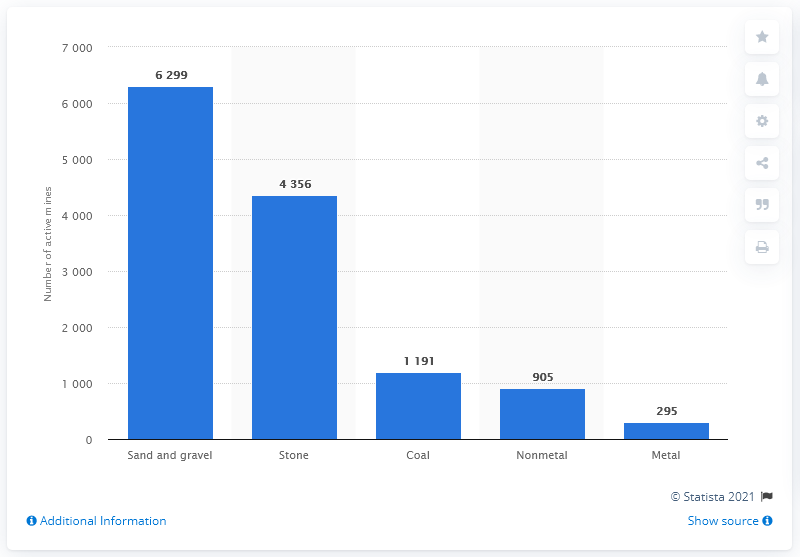 7 000
6 000
5 000
4 000
3 000
2 000
1 000
0
Number of active mines
6 299
4 356
1 191
905
295
Sand and gravel
Stone
Coal
Nonmetal
Metal
© Statista 2021
Additional Information
Show source